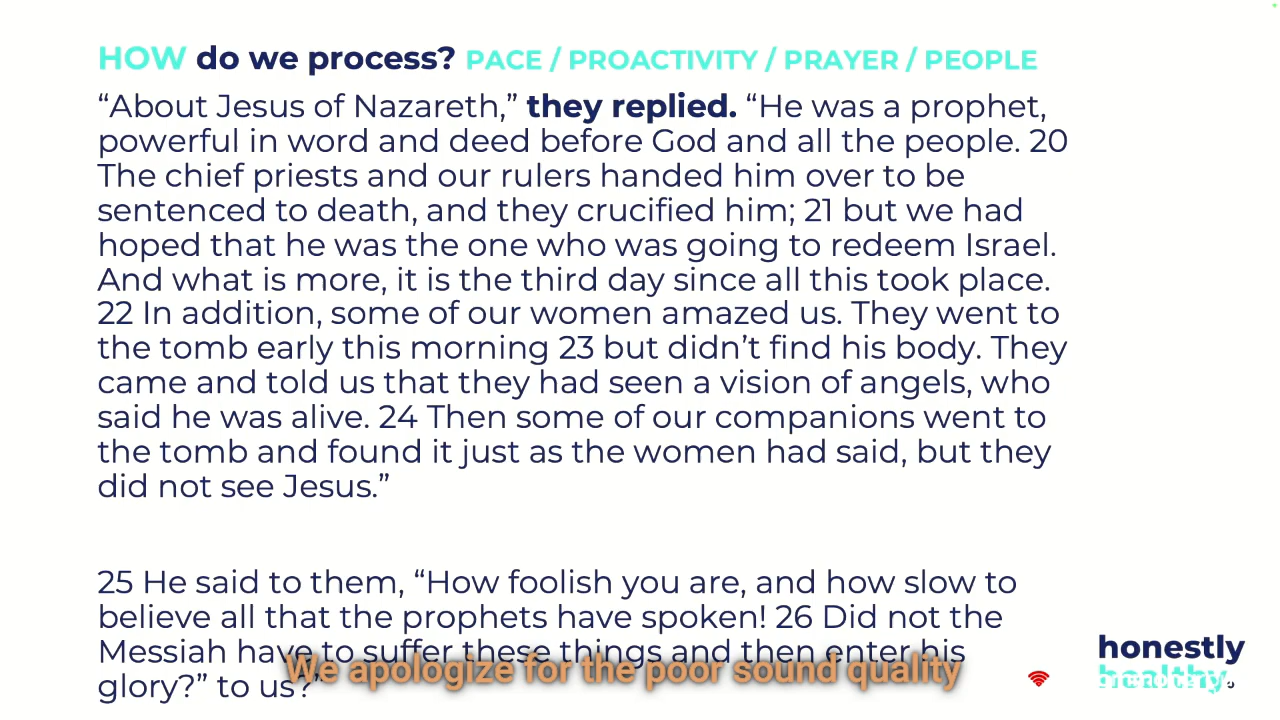 HOW do we process? PACE / PROACTIVITY / PRAYER / PEOPLE
“About Jesus of Nazareth,” they replied. “He was a prophet,
powerful in word and deed before God and all the people. 20
The chief priests and our rulers handed him over to be
sentenced to death, and they crucified him; 21 but we had
hoped that he was the one who was going to redeem Israel.
And what is more, it is the third day since all this took place.
22 In addition, some of our women amazed us. They went to
the tomb early this morning 23 but didn’t find his body. They
came and told us that they had seen a vision of angels, who
said he was alive. 24 Then some of our companions went to
the tomb and found it just as the women had said, but they
did not see Jesus.”
25 He said to them, “How foolish you are, and how slow to
believe all that the prophets have spoken! 26 Did not the
Messiah have to suffer these things and then enter his
glory?” to us?”
We apologize for the poor sound quality
honestly
healthy.